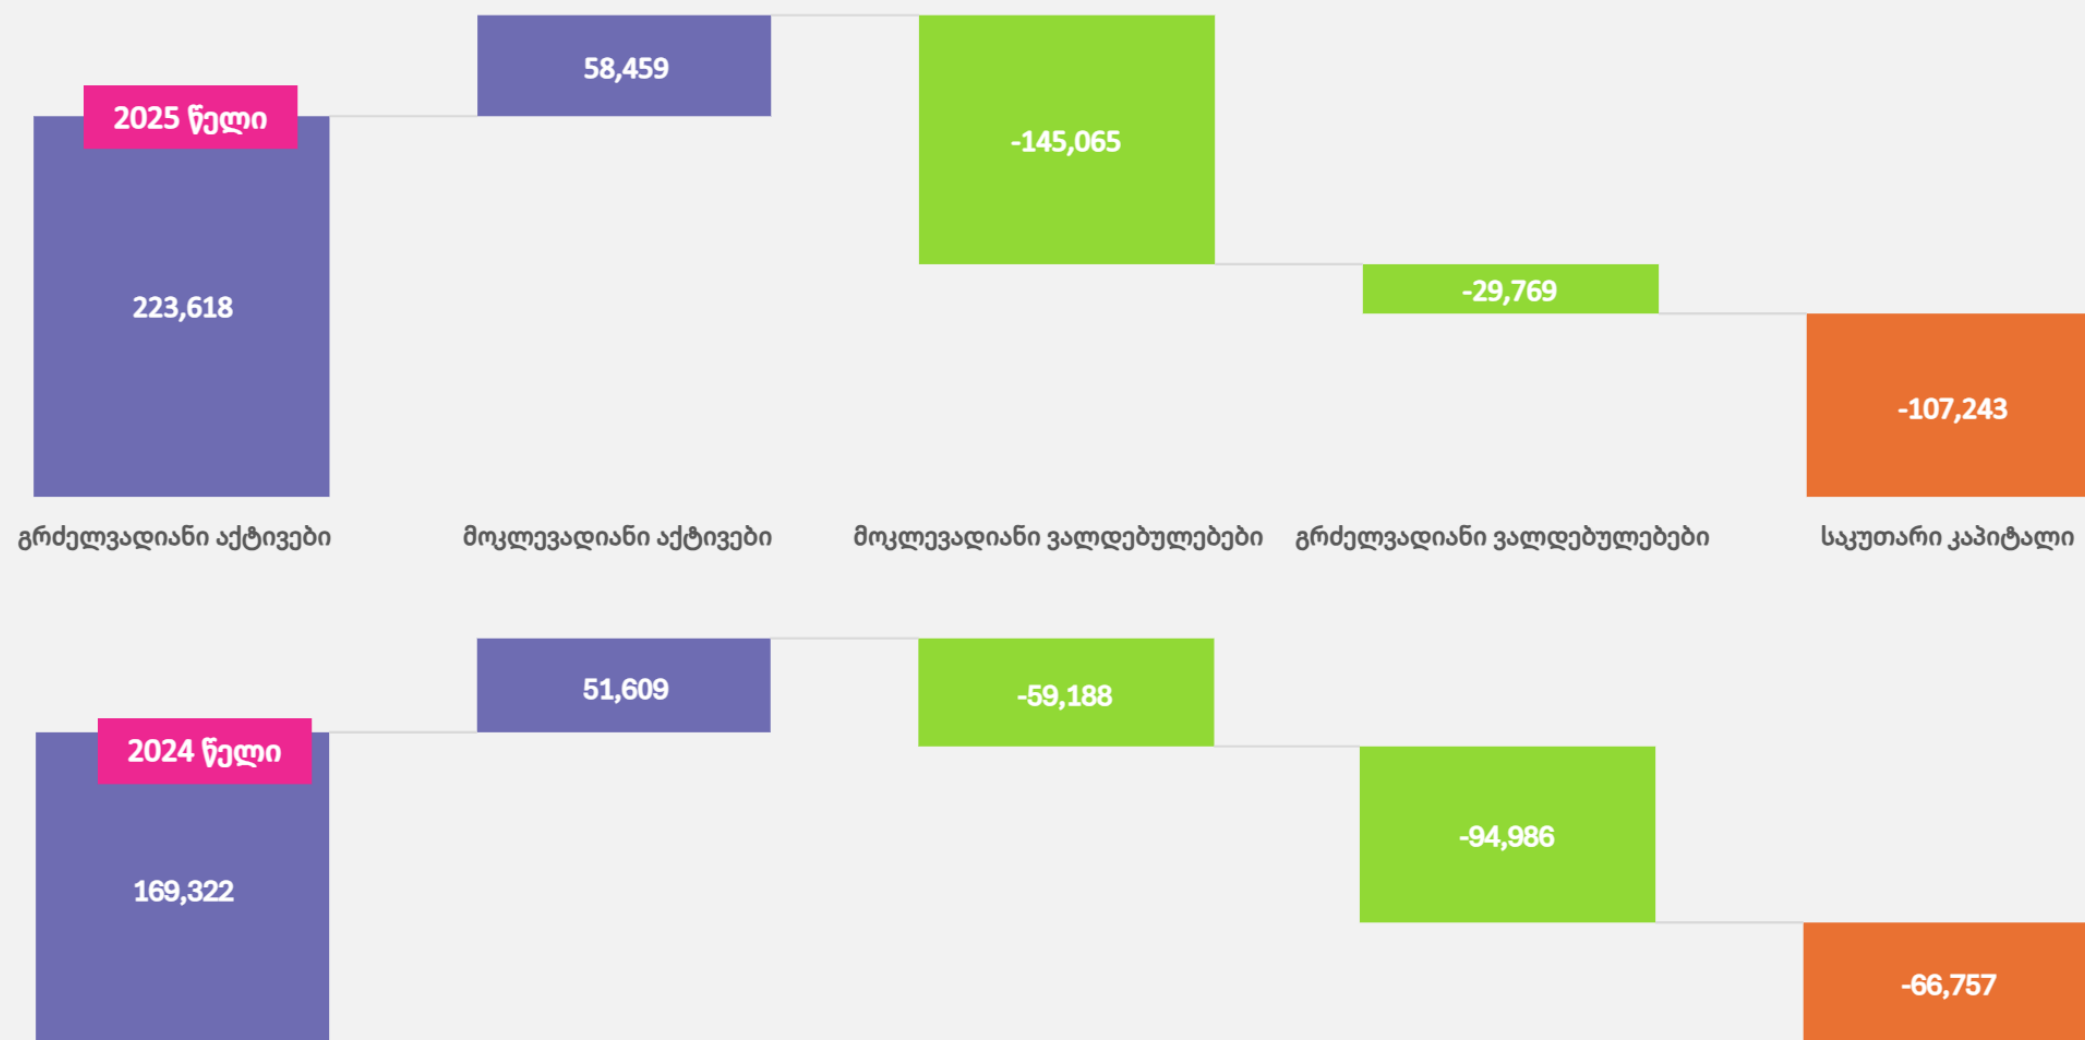 58,459
2025 წელი
-145,065
223,618
-29,769
-107,243
გრძელვადიანი აქტივები
მოკლევადიანი აქტივები
მოკლევადიანი ვალდებულებები
გრძელვადიანი ვალდებულებები
საკუთარი კაპიტალი
51,609
-59,188
2024 წელი
-94,986
169,322
-66,757